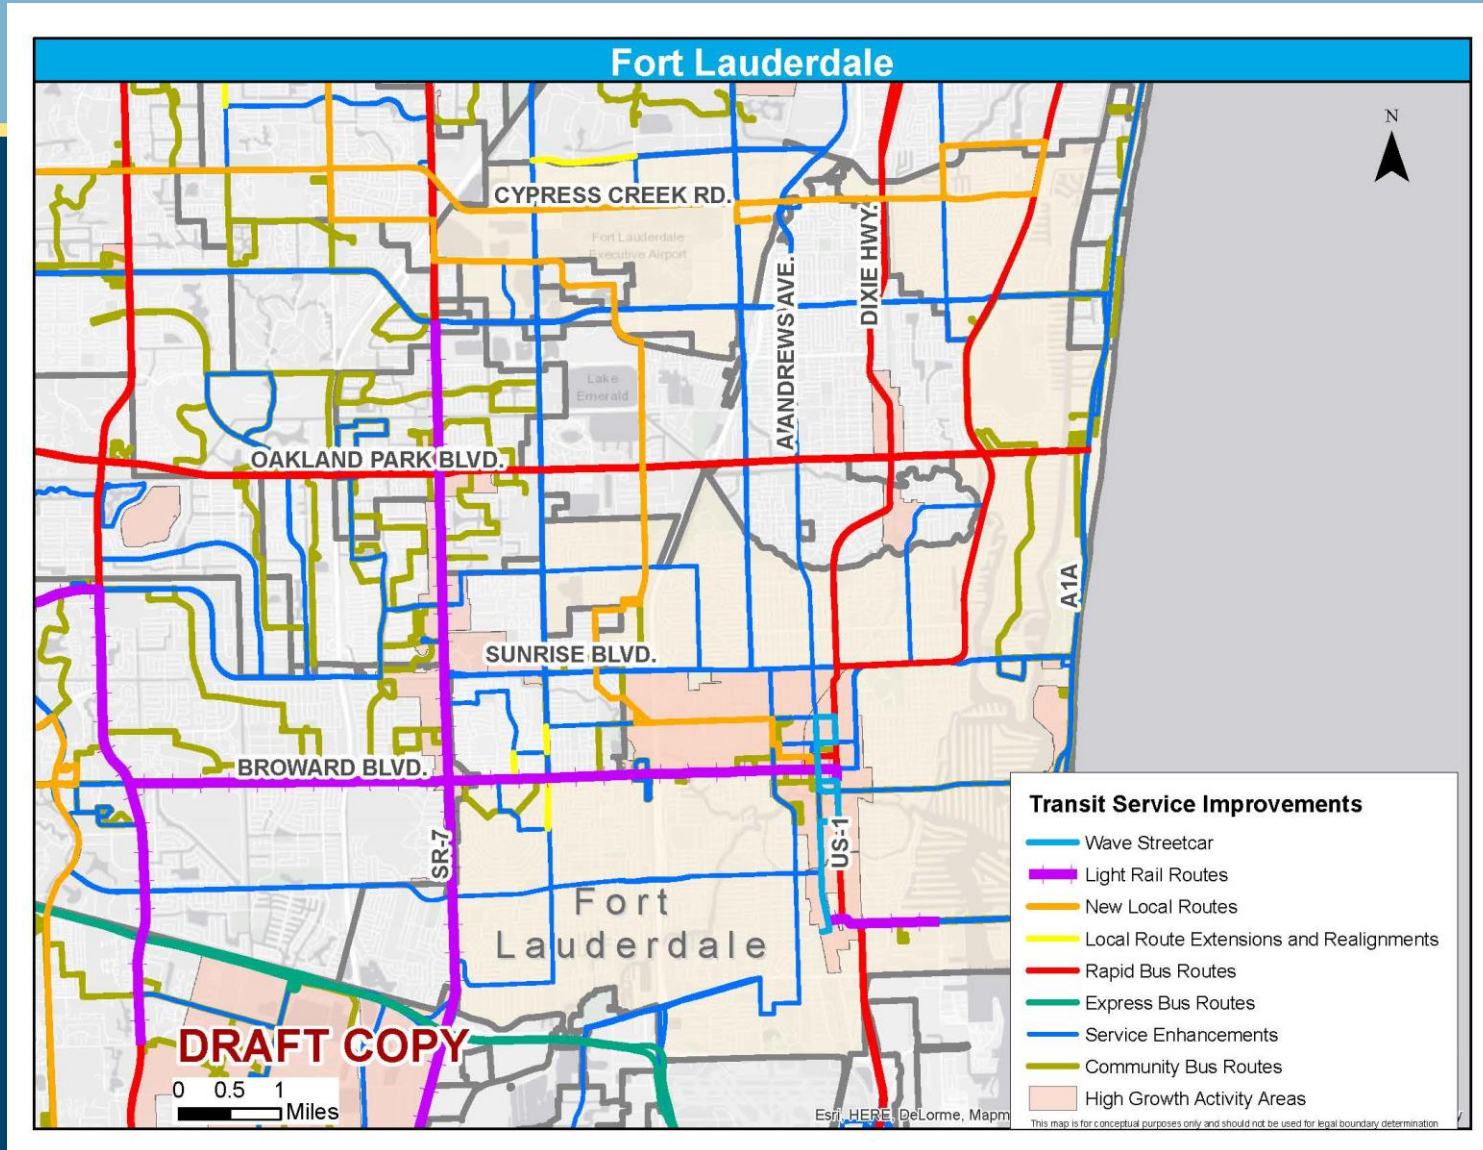 Fort Lauderdale
N
CYPRESS CREEK RD.
Fort Lauderdale
Executive Airport
DIXIE HWY.
ANDREWS AVE.
Lake
Emerald
OAKLAND PARK BLVD.
A1A
SUNRISE BLVD.
BROWARD BLVD.
SR-7
US-1
Fort
Lauderdale
DRAFT COPY
0 0.5 1
Miles
Esri, HERE, DeLorme, Mapm
Transit Service Improvements
Wave Streetcar
Light Rail Routes
New Local Routes
Local Route Extensions and Realignments
Rapid Bus Routes
Express Bus Routes
Service Enhancements
Community Bus Routes
High Growth Activity Areas
This map is for conceptual purposes only and should not be used for legal boundary determination